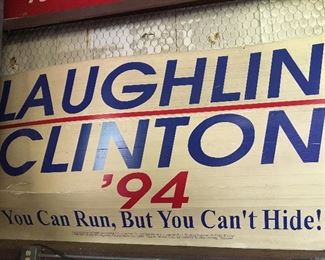 LAUGHLIN
CLINTON
'94
You Can Run, But You Can't Hide!